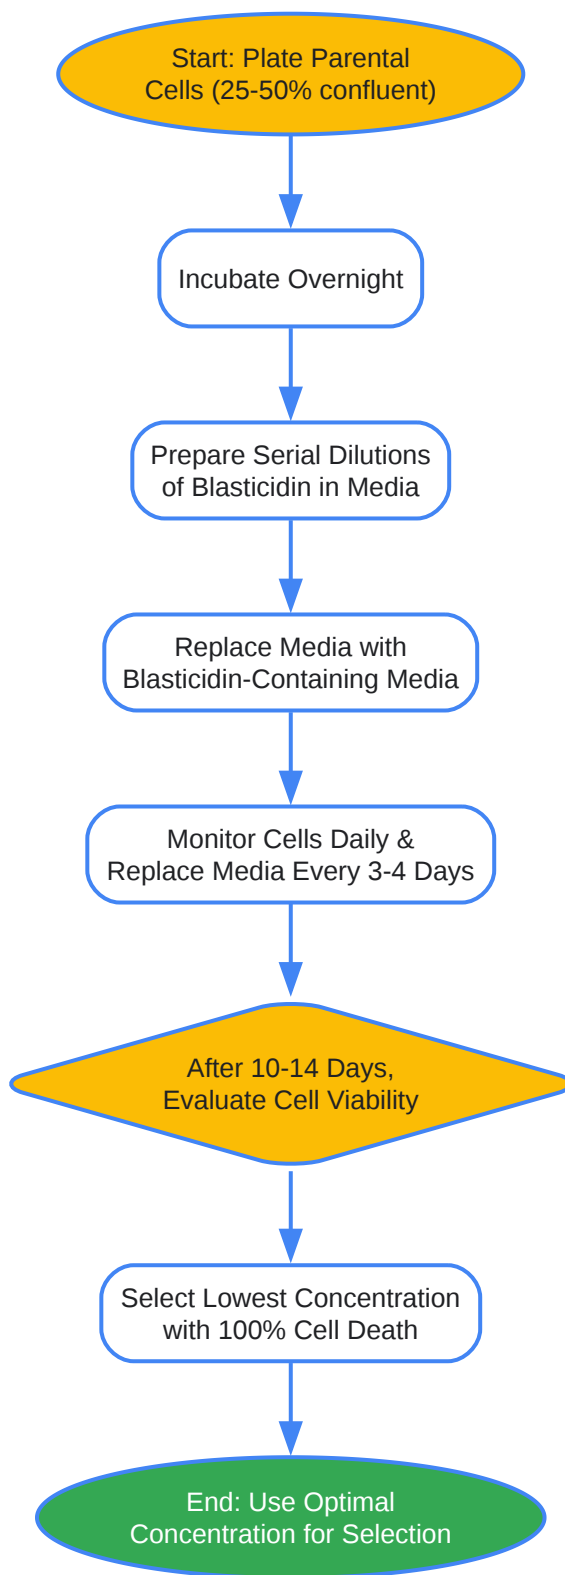 Start: Plate Parental
Cells (25-50% confluent)
Incubate Overnight
Prepare Serial Dilutions
of Blasticidin in Media
Replace Media with
Blasticidin-Containing Media
Monitor Cells Daily &
Replace Media Every 3-4 Days
After 10-14 Days,
Evaluate Cell Viability
Select Lowest Concentration
with 100% Cell Death
End: Use Optimal
Concentration for Selection